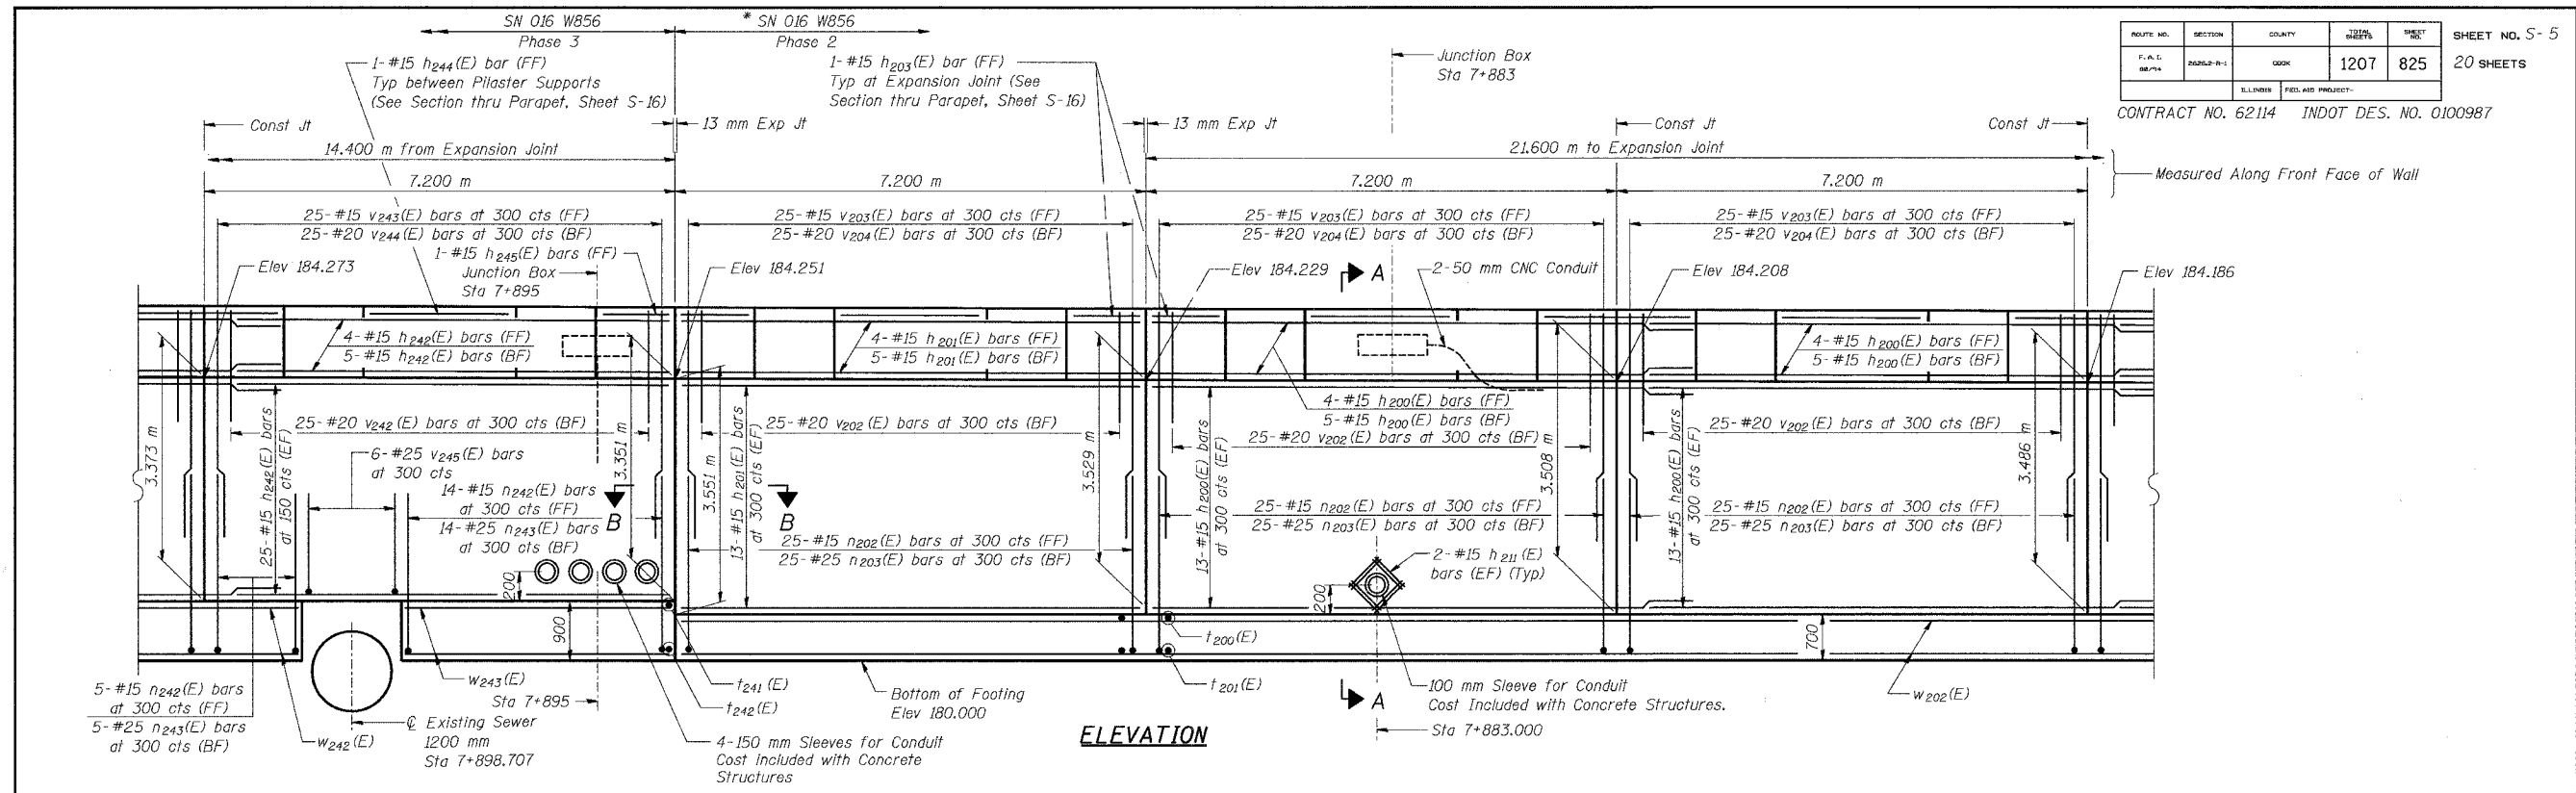 SN 016 W856
Phase 3
* SN 016 W856
Phase 2
1-#15 h244(E) bar (FF)
Typ between Pilaster Supports
(See Section thru Parapet, Sheet S-16)
1-#15 h203(E) bar (FF)
Typ at Expansion Joint (See
Section thru Parapet, Sheet S-16)
Junction Box
Sta 7+883
ROUTE NO.
SECTION
COUNTY
TOTAL SHEETS
SHEET NO.
F.A.I.
80/94
COOK
1207
825
ILLINOIS
FED. AID PROJECT-
SHEET NO. S-5
20 SHEETS
CONTRACT NO. 62114 INDOT DES. NO. 0100987
Const Jt
13 mm Exp Jt
13 mm Exp Jt
Const Jt
Const Jt
14.400 m from Expansion Joint
21.600 m to Expansion Joint
Measured Along Front Face of Wall
7.200 m
7.200 m
7.200 m
7.200 m
25-#15 v243(E) bars at 300 cts (FF)
25-#20 v244(E) bars at 300 cts (BF)
25-#15 v203(E) bars at 300 cts (FF)
25-#20 v204(E) bars at 300 cts (BF)
25-#15 v203(E) bars at 300 cts (FF)
25-#20 v204(E) bars at 300 cts (BF)
25-#15 v203(E) bars at 300 cts (FF)
25-#20 v204(E) bars at 300 cts (BF)
1-#15 h245(E) bars (FF)
Elev 184.273
Junction Box
Sta 7+895
Elev 184.251
Elev 184.229
A
2-50 mm CNC Conduit
Elev 184.208
Elev 184.186
4-#15 h242(E) bars (FF)
5-#15 h242(E) bars (BF)
4-#15 h201(E) bars (FF)
5-#15 h201(E) bars (BF)
4-#15 h200(E) bars (FF)
5-#15 h200(E) bars (BF)
4-#15 h200(E) bars (FF)
5-#15 h200(E) bars (BF)
3.373 m
25-#15 h242(E) bars
at 150 cts (EF)
25-#20 v242(E) bars at 300 cts (BF)
3.351 m
6-#25 v245(E) bars
at 300 cts
14-#15 n242(E) bars
at 300 cts (FF)
14-#25 n243(E) bars
at 300 cts (BF)
B
3.551 m
13-#15 h201(E) bars
at 300 cts (EF)
B
25-#20 v202(E) bars at 300 cts (BF)
3.529 m
25-#15 n202(E) bars at 300 cts (FF)
25-#25 n203(E) bars at 300 cts (BF)
13-#15 h200(E) bars
at 300 cts (EF)
25-#20 v202(E) bars at 300 cts (BF)
3.508 m
25-#15 n202(E) bars at 300 cts (FF)
25-#25 n203(E) bars at 300 cts (BF)
2-#15 h211(E)
bars (EF) (Typ)
13-#15 h200(E) bars
at 300 cts (EF)
25-#20 v202(E) bars at 300 cts (BF)
25-#15 n202(E) bars at 300 cts (FF)
25-#25 n203(E) bars at 300 cts (BF)
3.486 m
200
200
900
700
t200(E)
t201(E)
w202(E)
5-#15 n242(E) bars
at 300 cts (FF)
5-#25 n243(E) bars
at 300 cts (BF)
w242(E)
℄ Existing Sewer
1200 mm
Sta 7+898.707
w243(E)
Sta 7+895
t241(E)
t242(E)
4-150 mm Sleeves for Conduit
Cost Included with Concrete
Structures
Bottom of Footing
Elev 180.000
A
100 mm Sleeve for Conduit
Cost Included with Concrete Structures.
Sta 7+883.000
ELEVATION